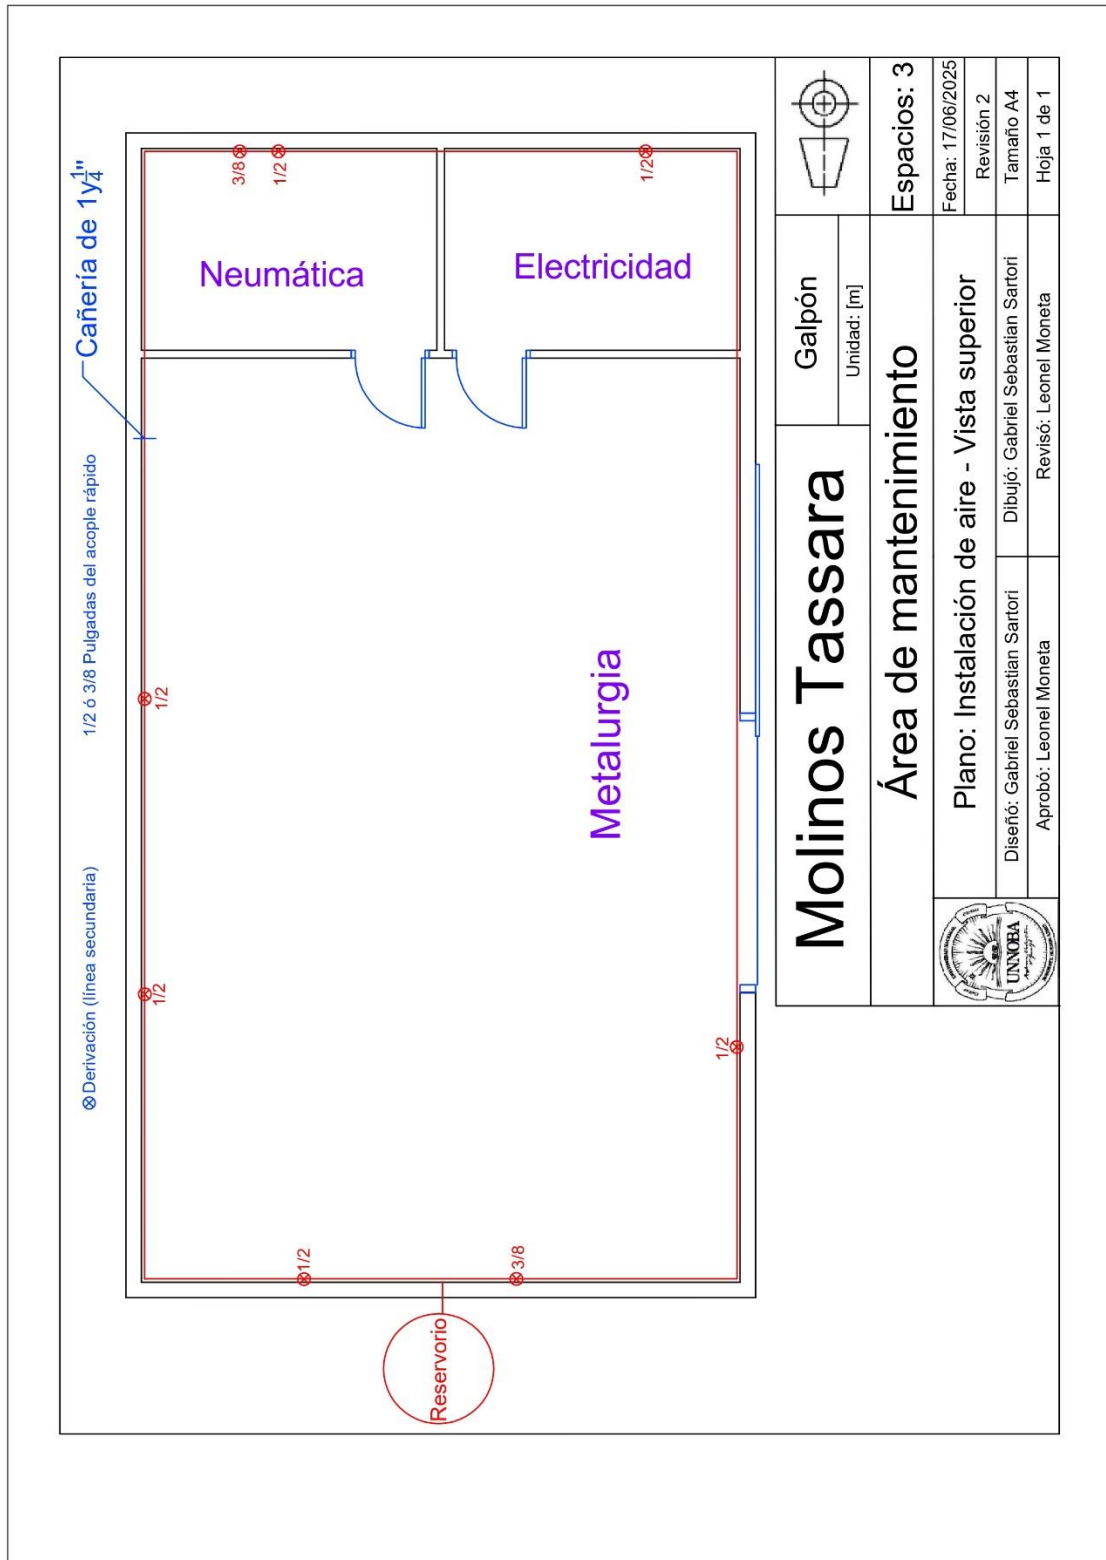 ⊗Derivación (línea secundaria)
1/2 ó 3/8 Pulgadas del acople rápido
Cañería de 1y1/4"
1/2
1/2
3/8
1/2
Neumática
Electricidad
1/2
Metalurgia
1/2
3/8
1/2
Reservorio
Molinos Tassara
Galpón
Unidad: [m]
Área de mantenimiento
Espacios: 3
Plano: Instalación de aire - Vista superior
Fecha: 17/06/2025
Revisión 2
Diseñó: Gabriel Sebastian Sartori
Dibujó: Gabriel Sebastian Sartori
Tamaño A4
Aprobó: Leonel Moneta
Revisó: Leonel Moneta
Hoja 1 de 1
UNNOBA